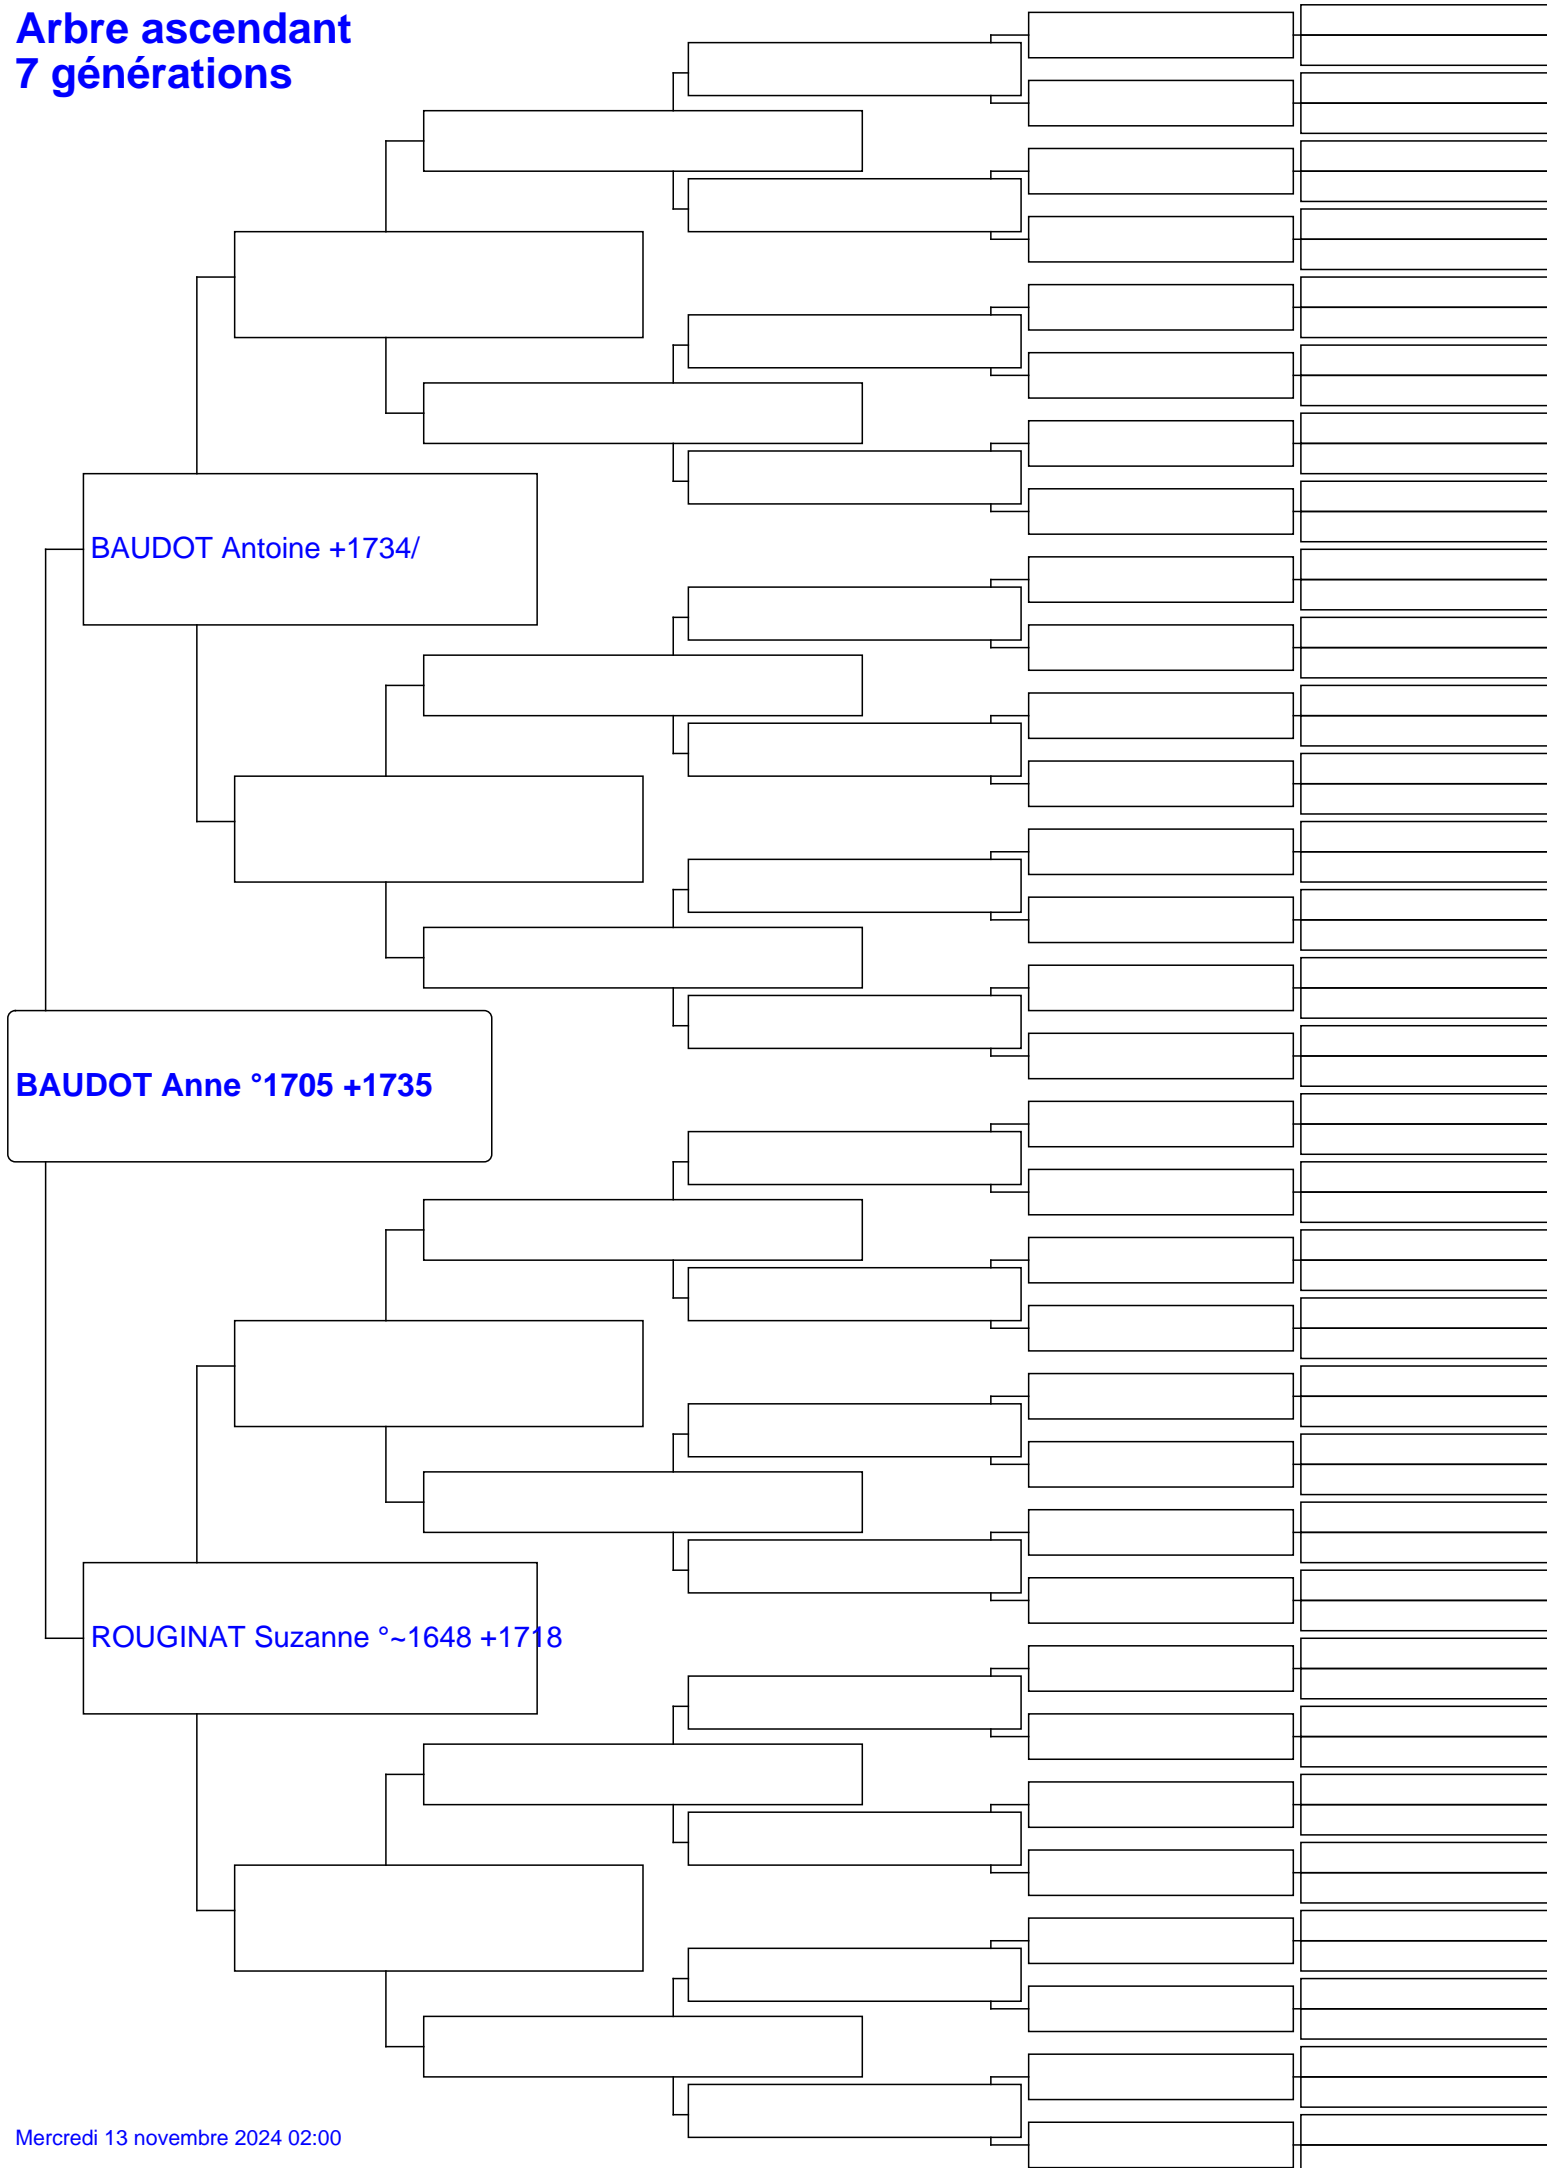 Arbre ascendant
7 générations
BAUDOT Antoine +1734/
BAUDOT Anne °1705 +1735
ROUGINAT Suzanne °~1648 +1718
Mercredi 13 novembre 2024 02:00